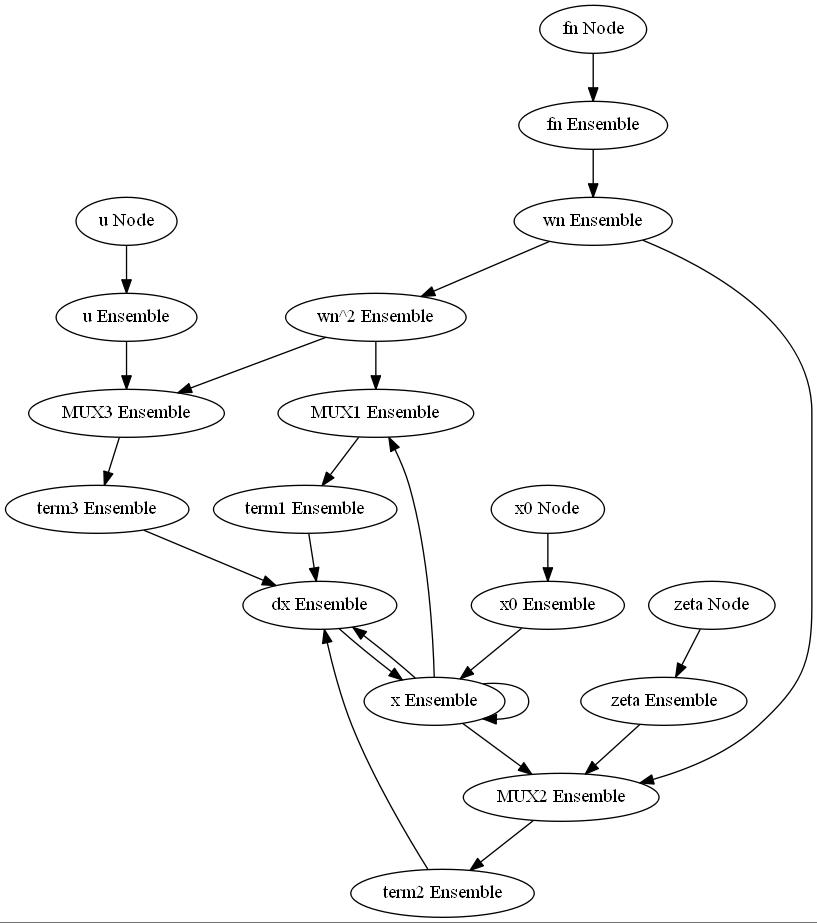 fn Node
fn Ensemble
u Node
wn Ensemble
u Ensemble
wn^2 Ensemble
MUX3 Ensemble
MUX1 Ensemble
term3 Ensemble
term1 Ensemble
x0 Node
dx Ensemble
x0 Ensemble
zeta Node
x Ensemble
zeta Ensemble
MUX2 Ensemble
term2 Ensemble